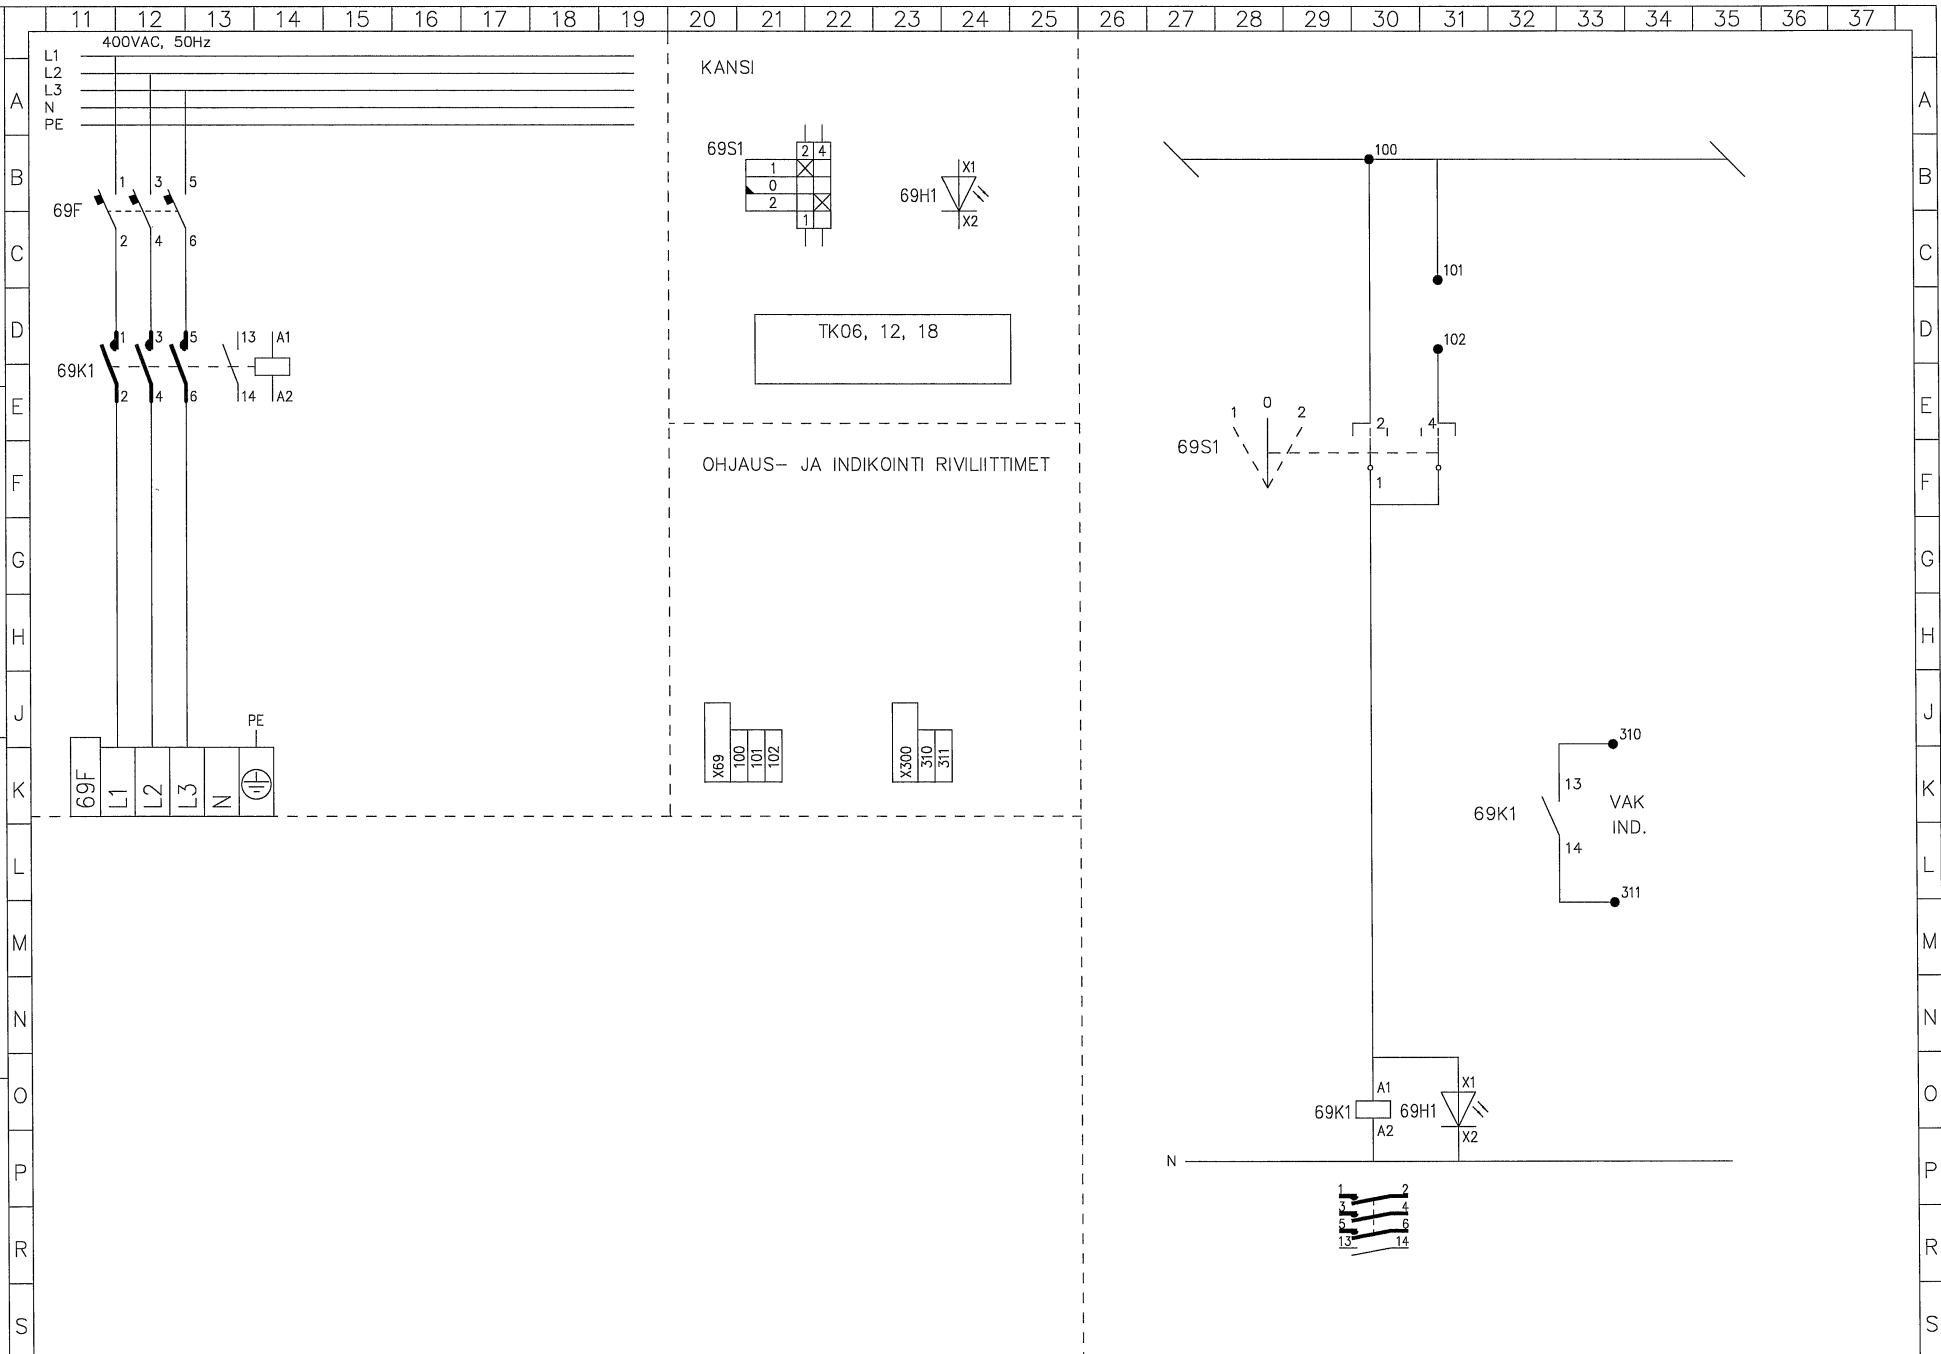 11 12 13 14 15 16 17 18 19 20 21 22 23 24 25 26 27 28 29 30 31 32 33 34 35 36 37
400VAC, 50Hz
L1
L2
L3
N
PE
1 3 5
69F
2 4 6
1 3 5 13 A1
69K1
2 4 6 14 A2
PE
69F L1 L2 L3 N
KANSI
69S1
2 4
1
0
2
1
X1
69H1
X2
TK06, 12, 18
OHJAUS- JA INDIKOINTI RIVILIITTIMET
X69 100 101 102
X300 310 311
100
101
102
1 0 2
2 4
69S1
1
310
13
69K1
VAK
IND.
14
311
A1 X1
69K1 69H1
A2 X2
N
1 2
3 4
5 6
13 14
A A
B B
C C
D D
E E
F F
G G
H H
J J
K K
L L
M M
N N
O O
P P
R R
S S